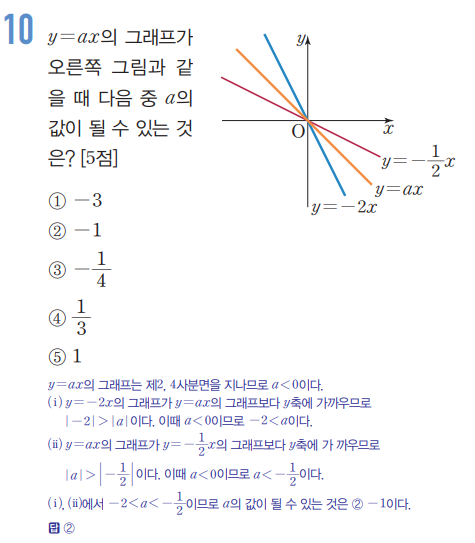 10
y=ax의 그래프가
오른쪽 그림과 같
을 때 다음 중 a의
값이 될 수 있는 것
은? [5점]
y
O
x
y=-1/2x
y=ax
y=-2x
① -3
② -1
③ -1/4
④ 1/3
⑤ 1
y=ax의 그래프는 제2, 4사분면을 지나므로 a<0이다.
(ⅰ) y=-2x의 그래프가 y=ax의 그래프보다 y축에 가까우므로
|-2|>|a|이다. 이때 a<0이므로 -2<a이다.
(ⅱ) y=ax의 그래프가 y=-1/2x의 그래프보다 y축에 가 까우므로
|a|>|-1/2|이다. 이때 a<0이므로 a<-1/2이다.
(ⅰ), (ⅱ)에서 -2<a<-1/2이므로 a의 값이 될 수 있는 것은 ② -1이다.
답 ②